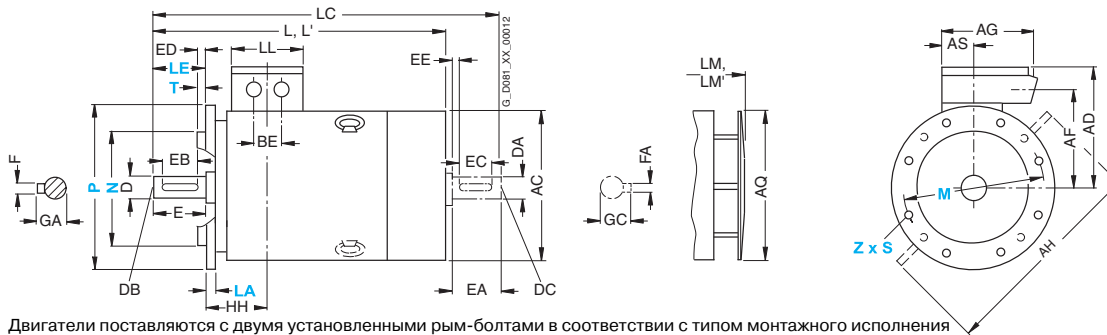 LC
L, L'
ED
LL
LE
EE
T
G_D081_XX_00012
LM,
LM'
AG
AS
BE
F
P
N
D
EB
E
GA
EC
DA
AC
FA
GC
AQ
AF
AD
M
Z x S
AH
DB
LA
HH
EA
DC
Двигатели поставляются с двумя установленными рым-болтами в соответствии с типом монтажного исполнения